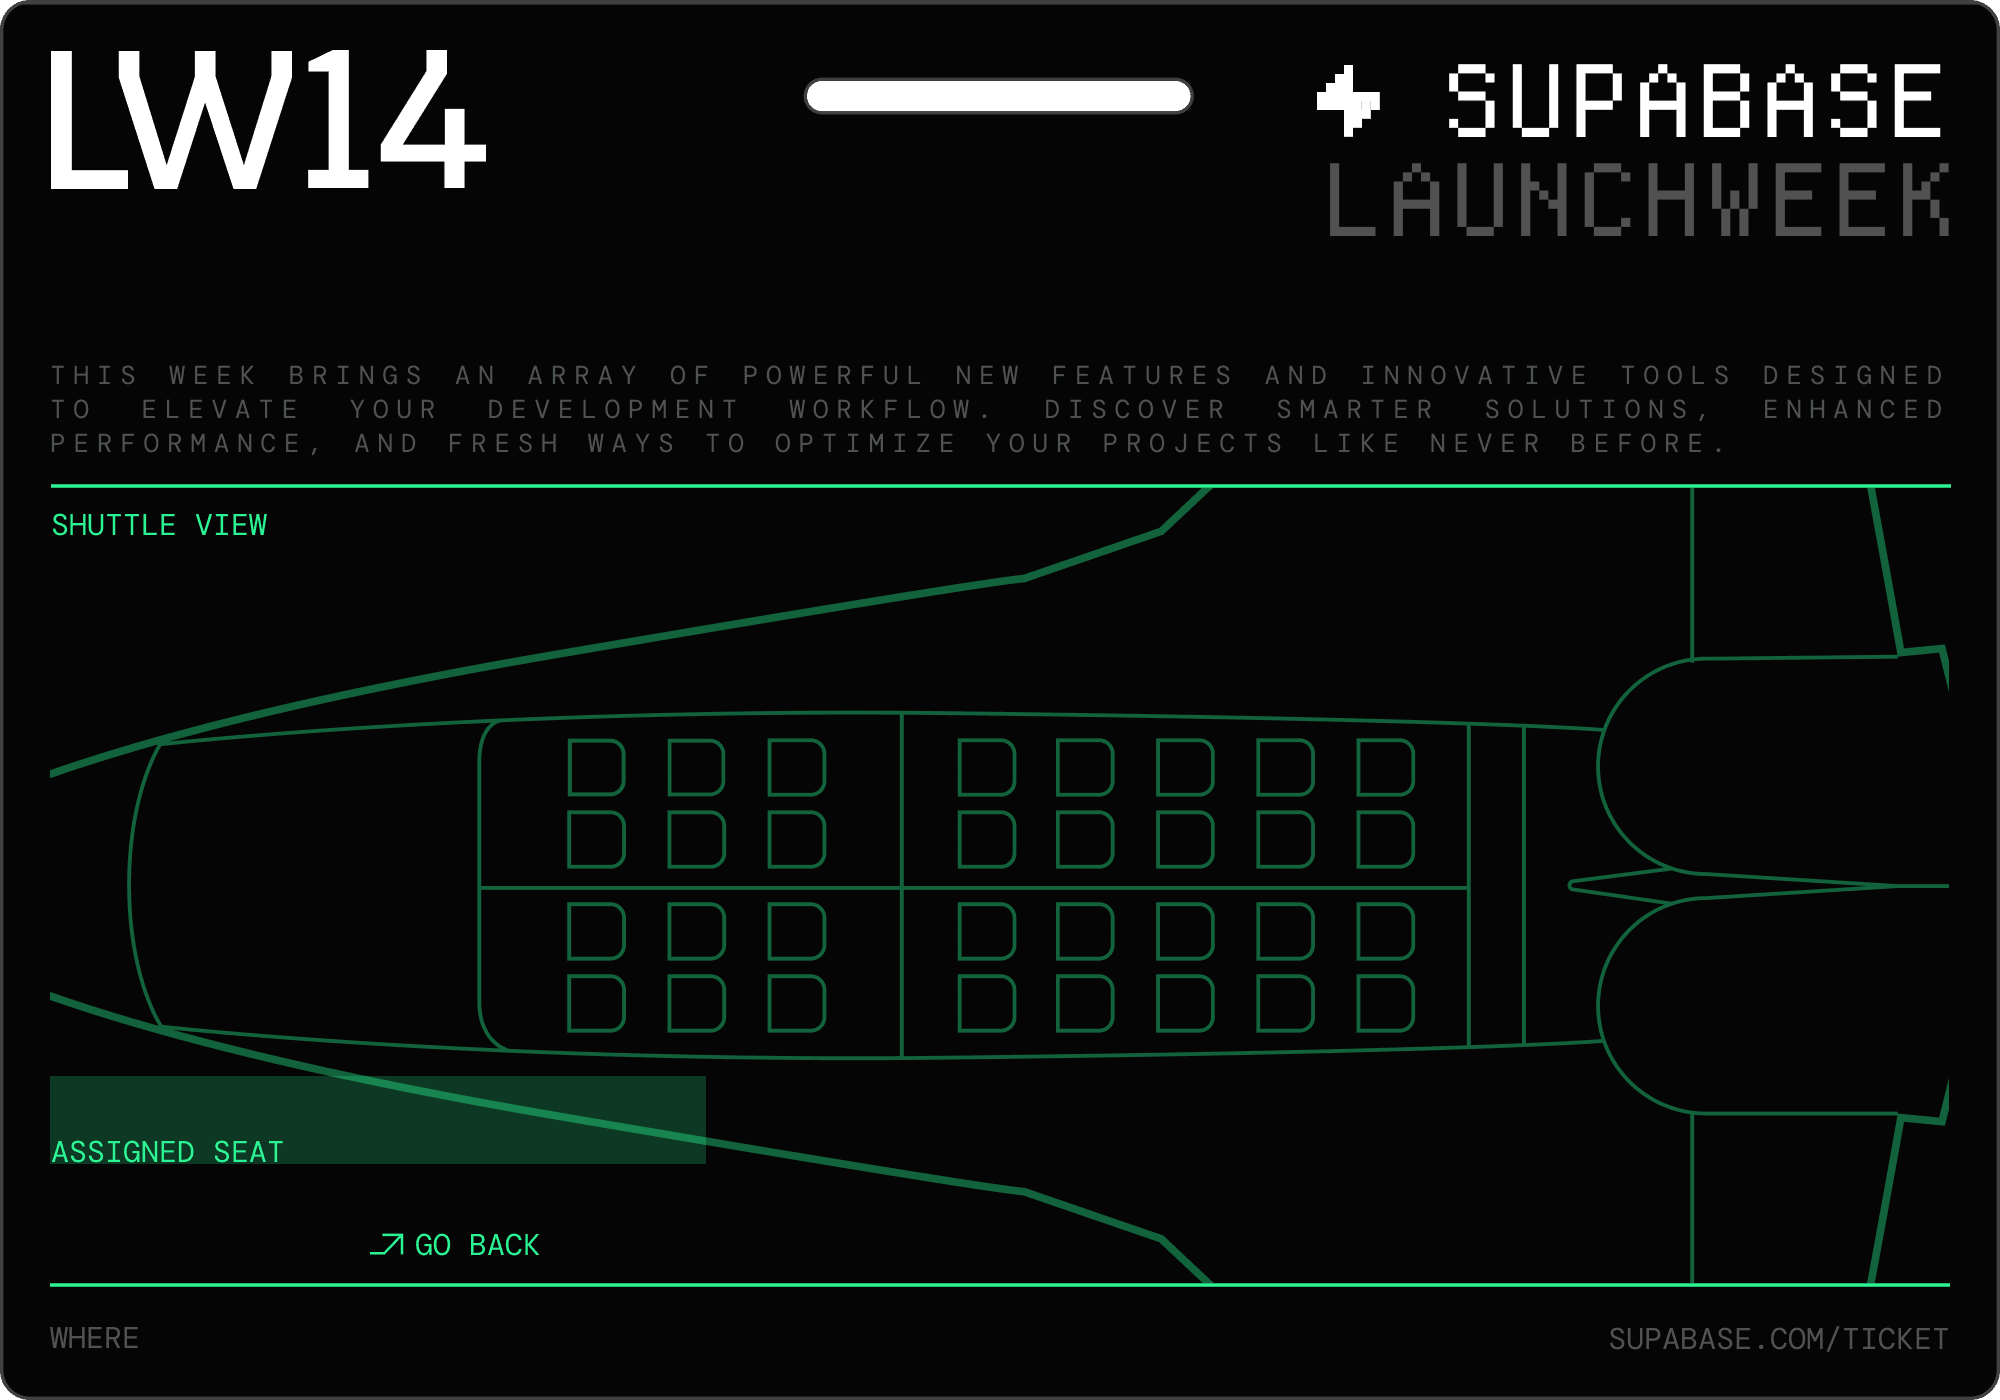 LW14
SUPABASE
LAUNCHWEEK
THIS WEEK BRINGS AN ARRAY OF POWERFUL NEW FEATURES AND INNOVATIVE TOOLS DESIGNED
TO ELEVATE YOUR DEVELOPMENT WORKFLOW. DISCOVER SMARTER SOLUTIONS, ENHANCED
PERFORMANCE, AND FRESH WAYS TO OPTIMIZE YOUR PROJECTS LIKE NEVER BEFORE.
SHUTTLE VIEW
ASSIGNED SEAT
GO BACK
WHERE
SUPABASE.COM/TICKET